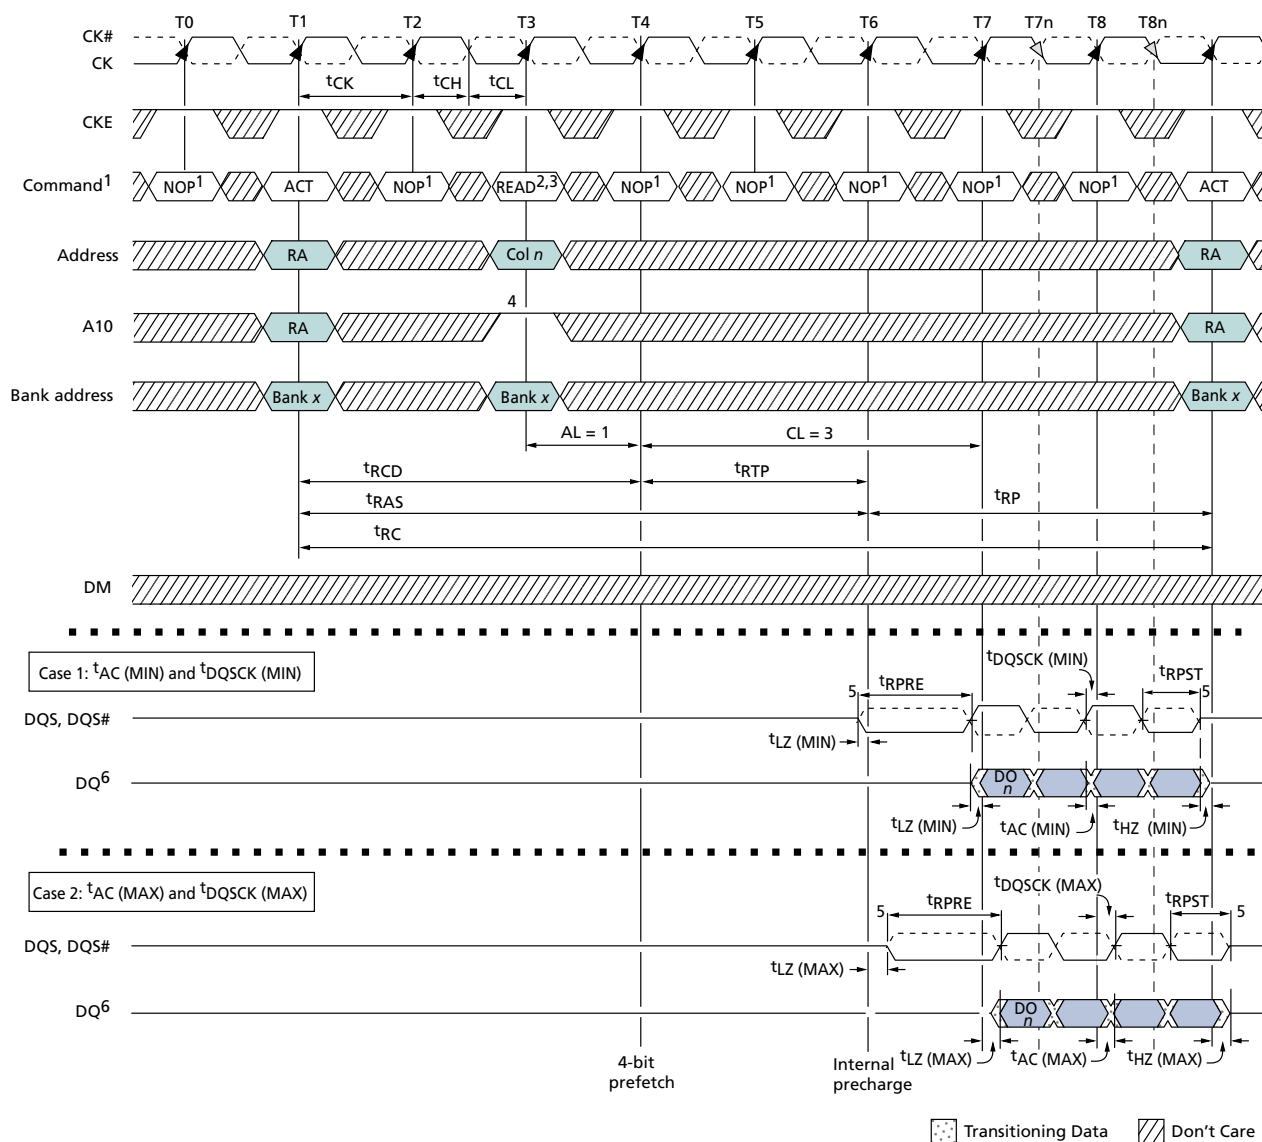 T0 T1 T2 T3 T4 T5 T6 T7 T7n T8 T8n
CK#
CK
tCK tCH tCL
CKE
Command1 NOP1 ACT NOP1 READ2,3 NOP1 NOP1 NOP1 NOP1 NOP1 ACT
Address RA Col n RA
4
A10 RA RA
Bank address Bank x Bank x Bank x
AL = 1 CL = 3
tRCD tRTP
tRAS tRP
tRC
DM
Case 1: tAC (MIN) and tDQSCK (MIN)
tDQSCK (MIN)
5 tRPRE tRPST 5
DQS, DQS#
tLZ (MIN)
DQ6 DO
n
tLZ (MIN) tAC (MIN) tHZ (MIN)
Case 2: tAC (MAX) and tDQSCK (MAX)
tDQSCK (MAX)
5 tRPRE tRPST 5
DQS, DQS#
tLZ (MAX)
DQ6 DO
n
tLZ (MAX) tAC (MAX) tHZ (MAX)
4-bit
prefetch
Internal
precharge
Transitioning Data Don't Care